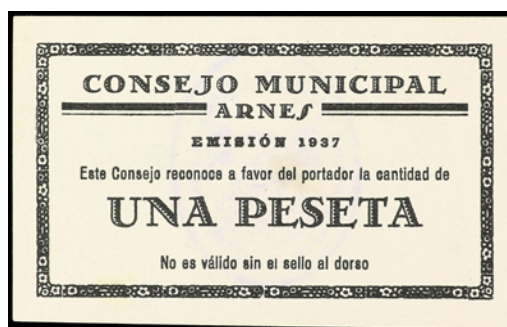 CONSEJO MUNICIPAL
ARNES
EMISIÓN 1937
Este Consejo reconoce a favor del portador la cantidad de
UNA PESETA
No es válido sin el sello al dorso